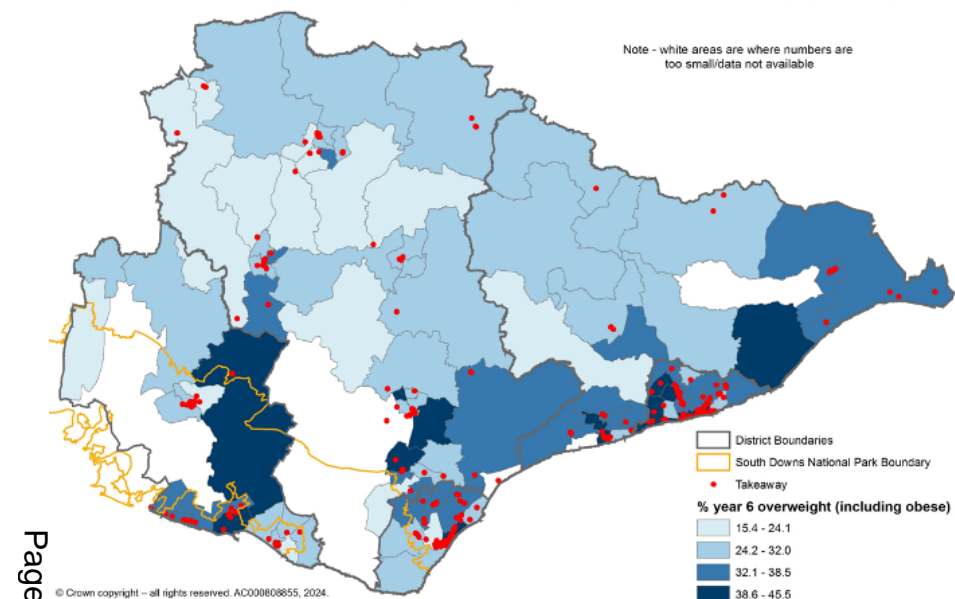 Note - white areas are where numbers are
too small/data not available
District Boundaries
South Downs National Park Boundary
Takeaway
% year 6 overweight (including obese)
15.4 - 24.1
24.2 - 32.0
32.1 - 38.5
38.6 - 45.5
Page
© Crown copyright – all rights reserved. AC000808855, 2024.